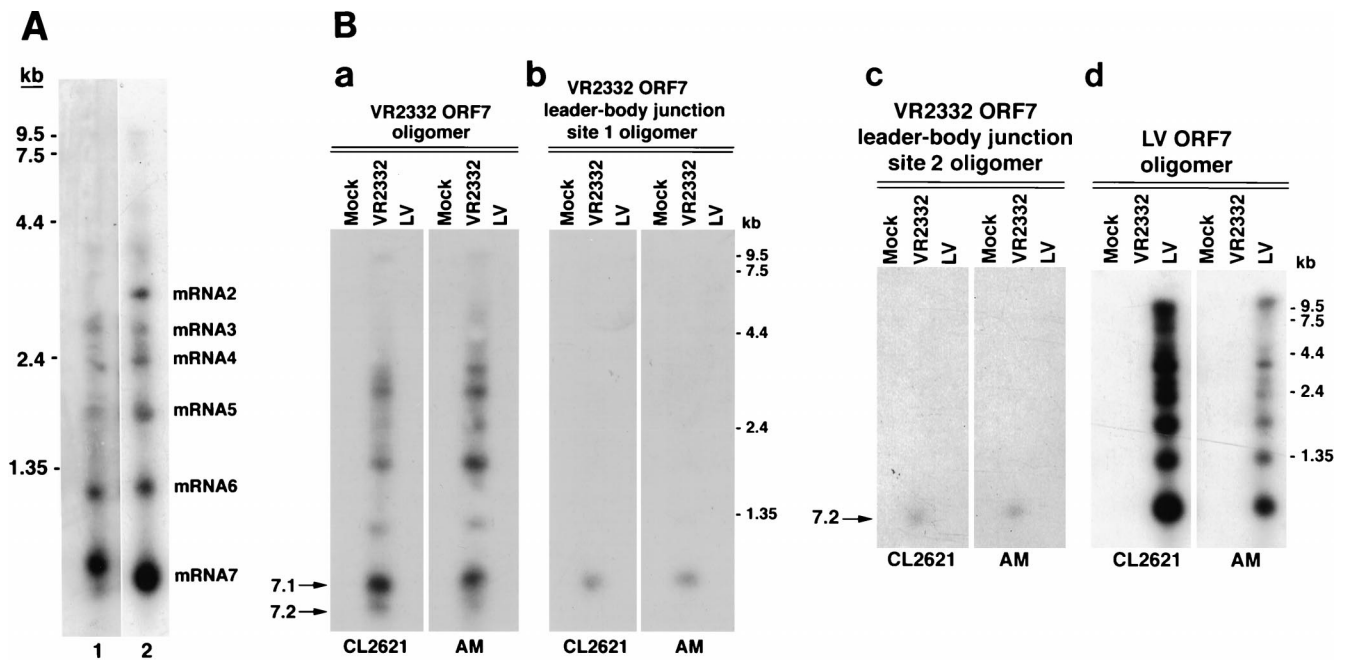 A
kb
9.5 -
7.5 -
4.4 -
2.4 -
1.35 -
mRNA2
mRNA3
mRNA4
mRNA5
mRNA6
mRNA7
1 2
B
a
VR2332 ORF7
oligomer
Mock VR2332 LV Mock VR2332 LV
7.1
7.2
CL2621 AM
b
VR2332 ORF7
leader-body junction
site 1 oligomer
Mock VR2332 LV Mock VR2332 LV
kb
- 9.5
- 7.5
- 4.4
- 2.4
- 1.35
CL2621 AM
c
VR2332 ORF7
leader-body junction
site 2 oligomer
Mock VR2332 LV Mock VR2332 LV
7.2
CL2621 AM
d
LV ORF7
oligomer
Mock VR2332 LV Mock VR2332 LV
kb
- 9.5
- 7.5
- 4.4
- 2.4
- 1.35
CL2621 AM